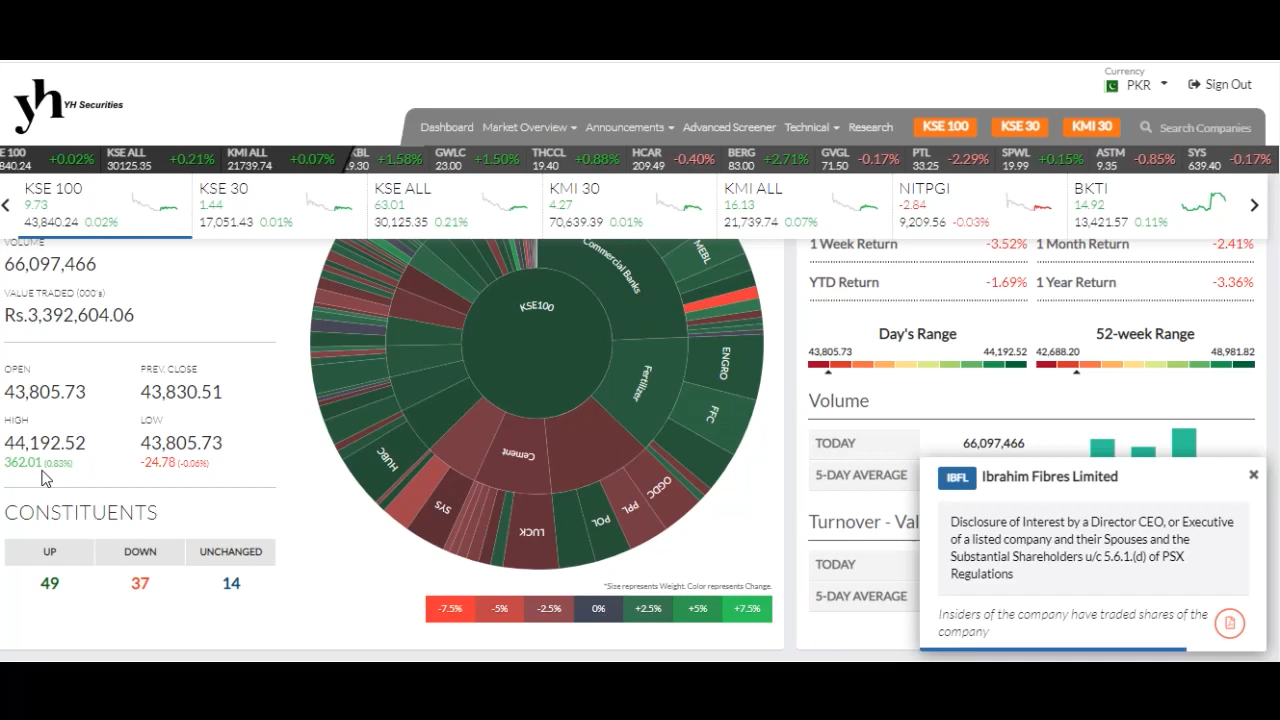 Currency
PKR
Sign Out
yh YH Securities
Dashboard Market Overview Announcements Advanced Screener Technical Research KSE 100 KSE 30 KMI 30 Search Companies
E 100 +0.02% KSE ALL +0.21% KMI ALL +0.07% KBL +1.58% GWLC +1.50% THCCL +0.88% HCAR -0.40% BERG +2.71% GVGL -0.17% PTL -2.29% SPWL +0.15% ASTM -0.85% SYS -0.17%
840.24 30125.35 21739.74 9.30 23.00 19.40 209.49 83.00 71.50 33.25 19.99 9.35 639.40
KSE 100 KSE 30 KSE ALL KMI 30 KMI ALL NITPGI BKTI
9.73 1.44 63.01 4.27 16.13 -2.84 14.92
43,840.24 0.02% 17,051.43 0.01% 30,125.35 0.21% 70,639.39 0.01% 21,739.74 0.07% 9,209.56 -0.03% 13,421.57 0.11%
VOLUME
66,097,466
VALUE TRADED (000's)
Rs.3,392,604.06
OPEN PREV. CLOSE
43,805.73 43,830.51
HIGH LOW
44,192.52 43,805.73
362.01 (0.83%) -24.78 (-0.06%)
CONSTITUENTS
UP DOWN UNCHANGED
49 37 14
KSE100
Commercial Banks
MEBL
Fertilizer
ENGRO
FFC
Cement
HUBC
SYS
LUCK
POL
PPL
OGDC
*Size represents Weight. Color represents Change.
-7.5% -5% -2.5% 0% +2.5% +5% +7.5%
1 Week Return -3.52% 1 Month Return -2.41%
YTD Return -1.69% 1 Year Return -3.36%
Day's Range 52-week Range
43,805.73 44,192.52 42,688.20 48,981.82
Volume
TODAY 66,097,466
5-DAY AVERAGE
Turnover - Val
TODAY
5-DAY AVERAGE
IBFL Ibrahim Fibres Limited
Disclosure of Interest by a Director CEO, or Executive
of a listed company and their Spouses and the
Substantial Shareholders u/c 5.6.1.(d) of PSX
Regulations
Insiders of the company have traded shares of the
company